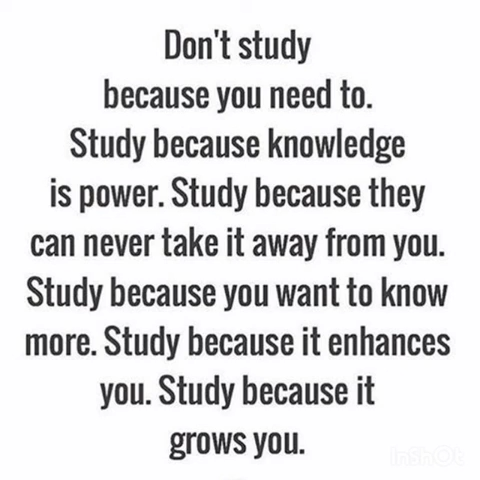 Don't study
because you need to.
Study because knowledge
is power. Study because they
can never take it away from you.
Study because you want to know
more. Study because it enhances
you. Study because it
grows you.
InShOt